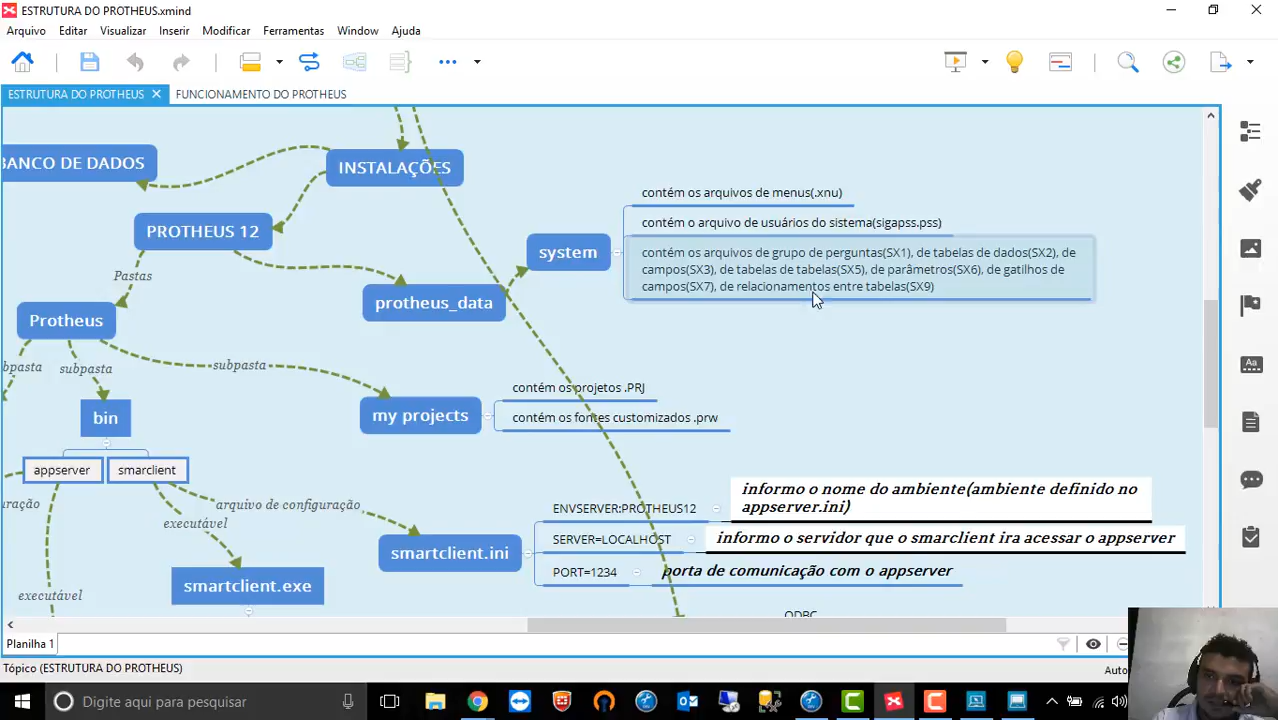 ESTRUTURA DO PROTHEUS.xmind
Arquivo Editar Visualizar Inserir Modificar Ferramentas Window Ajuda
ESTRUTURA DO PROTHEUS FUNCIONAMENTO DO PROTHEUS
BANCO DE DADOS
INSTALAÇÕES
contém os arquivos de menus(.xnu)
contém o arquivo de usuários do sistema(sigapss.pss)
PROTHEUS 12
system
contém os arquivos de grupo de perguntas(SX1), de tabelas de dados(SX2), de
campos(SX3), de tabelas de tabelas(SX5), de parâmetros(SX6), de gatilhos de
campos(SX7), de relacionamentos entre tabelas(SX9)
Pastas
protheus_data
Protheus
subpasta
subpasta
bpasta
contém os projetos .PRJ
my projects
contém os fontes customizados .prw
bin
appserver
smarclient
uração
arquivo de configuração
executável
informo o nome do ambiente(ambiente definido no
appserver.ini)
ENVSERVER:PROTHEUS12
SERVER=LOCALHOST
informo o servidor que o smarclient ira acessar o appserver
smartclient.ini
PORT=1234
porta de comunicação com o appserver
smartclient.exe
executável
ODBC
Planilha 1
Tópico (ESTRUTURA DO PROTHEUS)
Auto
Digite aqui para pesquisar